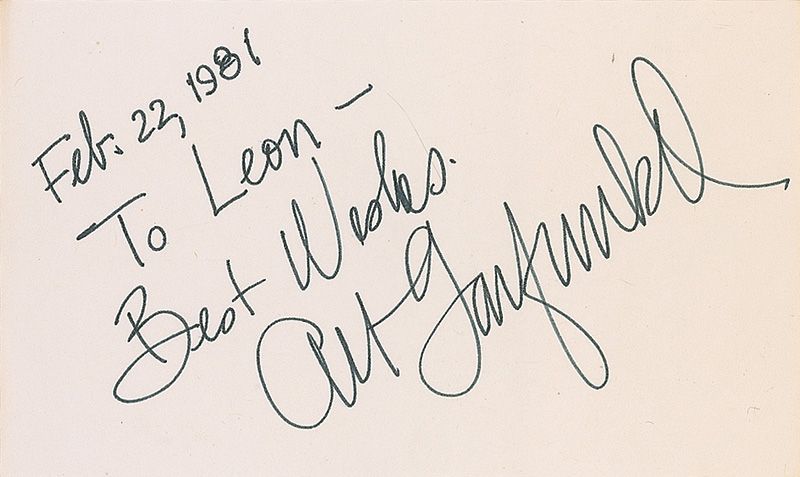 Feb. 22, 1981
To Leon —
Best Wishes.
Art Garfunkel